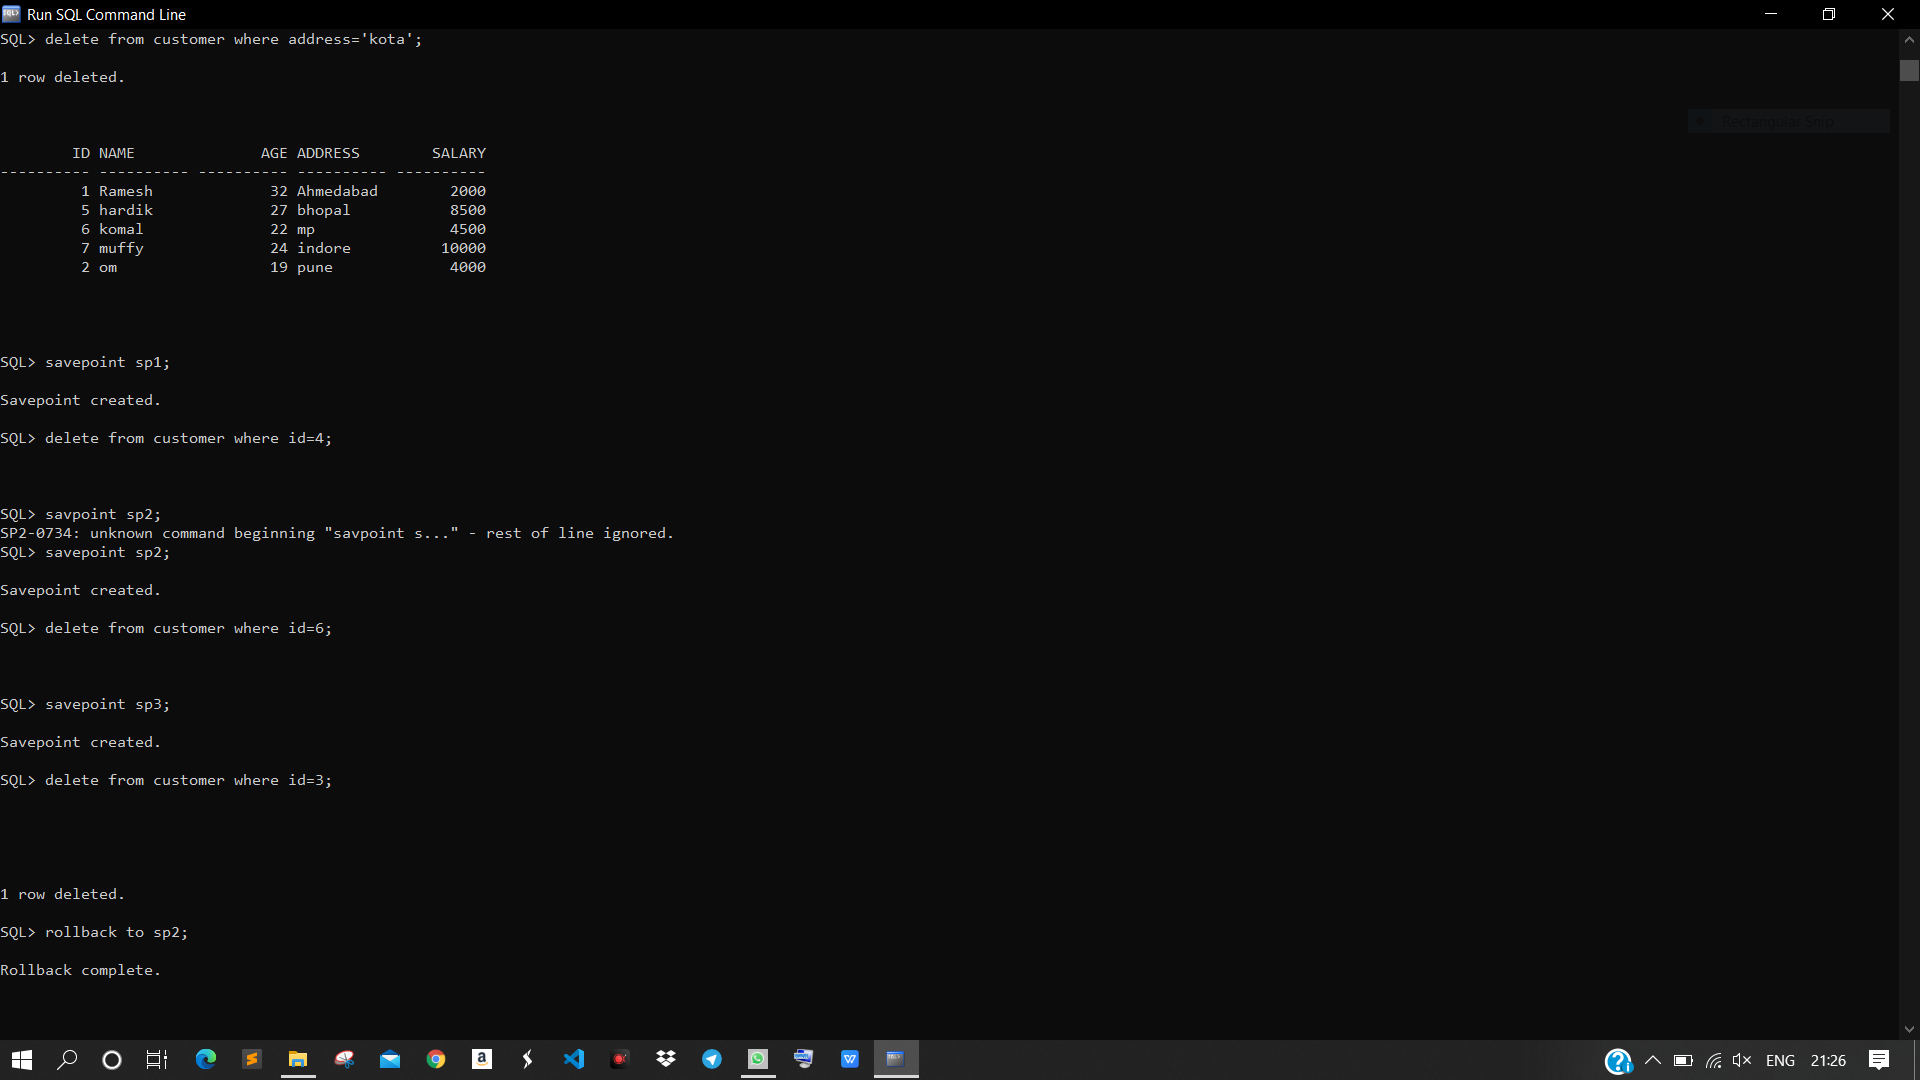 Run SQL Command Line
SQL> delete from customer where address='kota';
1 row deleted.
Rectangular Snip
ID NAME AGE ADDRESS SALARY
---------- ---------- ---------- ---------- ----------
1 Ramesh 32 Ahmedabad 2000
5 hardik 27 bhopal 8500
6 komal 22 mp 4500
7 muffy 24 indore 10000
2 om 19 pune 4000
SQL> savepoint sp1;
Savepoint created.
SQL> delete from customer where id=4;
SQL> savpoint sp2;
SP2-0734: unknown command beginning "savpoint s..." - rest of line ignored.
SQL> savepoint sp2;
Savepoint created.
SQL> delete from customer where id=6;
SQL> savepoint sp3;
Savepoint created.
SQL> delete from customer where id=3;
1 row deleted.
SQL> rollback to sp2;
Rollback complete.
ENG 21:26